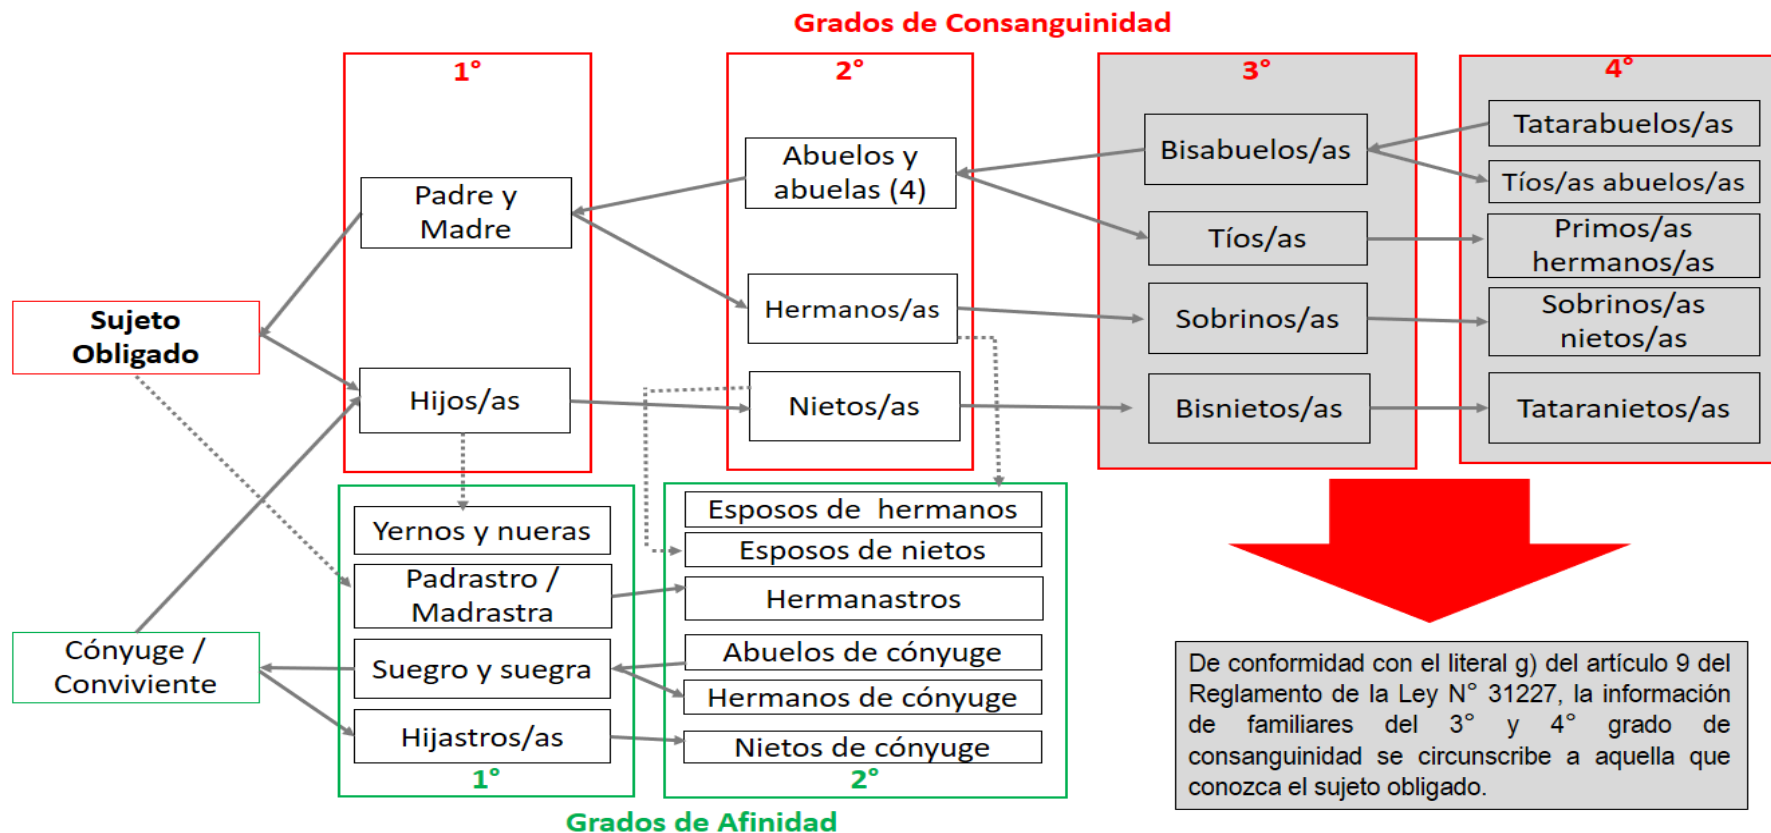 Grados de Consanguinidad
1°
2°
3°
4°
Padre y
Madre
Hijos/as
Abuelos y
abuelas (4)
Hermanos/as
Nietos/as
Bisabuelos/as
Tíos/as
Sobrinos/as
Bisnietos/as
Tatarabuelos/as
Tíos/as abuelos/as
Primos/as
hermanos/as
Sobrinos/as
nietos/as
Tataranietos/as
Sujeto
Obligado
Cónyuge /
Conviviente
Yernos y nueras
Padrastro /
Madrastra
Suegro y suegra
Hijastros/as
1°
Esposos de  hermanos
Esposos de nietos
Hermanastros
Abuelos de cónyuge
Hermanos de cónyuge
Nietos de cónyuge
2°
Grados de Afinidad
De conformidad con el literal g) del artículo 9 del
Reglamento de la Ley N° 31227, la información
de familiares del 3° y 4° grado de
consanguinidad se circunscribe a aquella que
conozca el sujeto obligado.